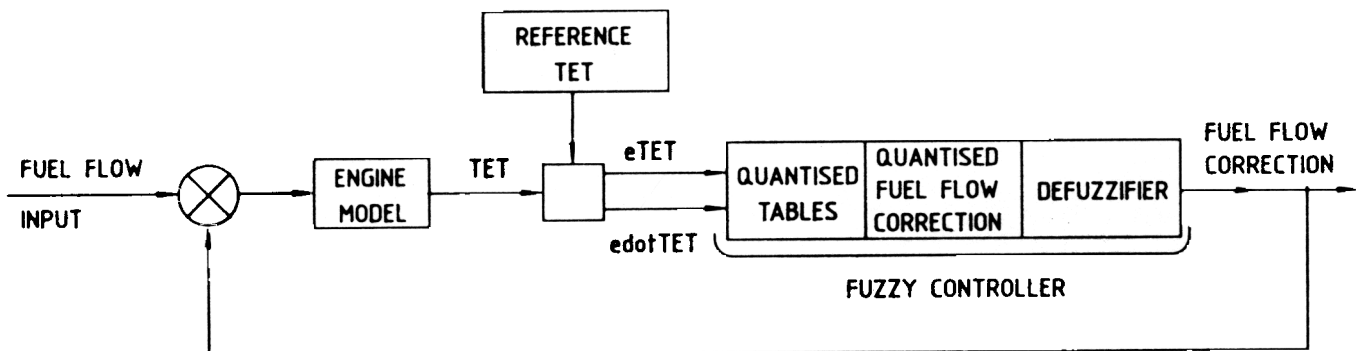 REFERENCE
TET
FUEL FLOW
INPUT
ENGINE
MODEL
TET
eTET
edotTET
QUANTISED
TABLES
QUANTISED
FUEL FLOW
CORRECTION
DEFUZZIFIER
FUEL FLOW
CORRECTION
FUZZY CONTROLLER